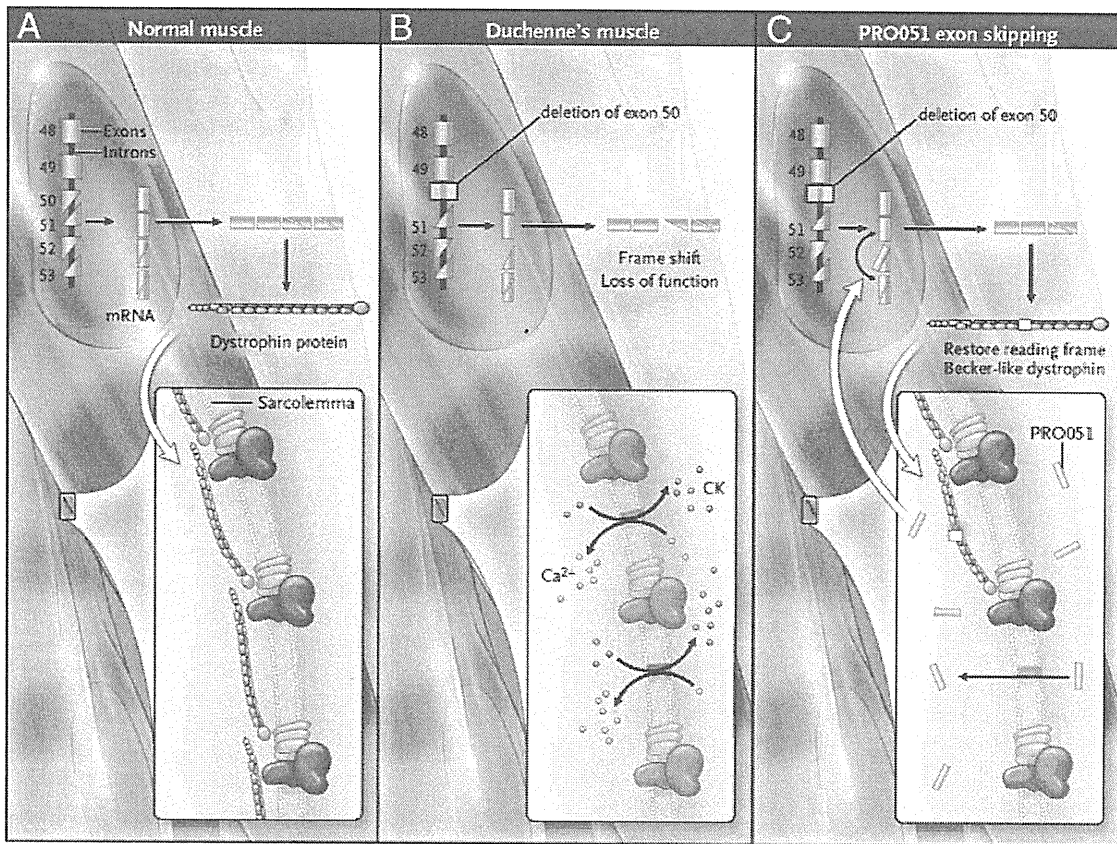 A Normal muscle
48
Exons
Introns
49
50
51
52
53
mRNA
Dystrophin protein
Sarcolemma
B Duchenne's muscle
deletion of exon 50
48
49
51
52
53
Frame shift
Loss of function
CK
Ca2+
C PRO051 exon skipping
deletion of exon 50
48
49
51
52
53
Restore reading frame
Becker-like dystrophin
PRO051